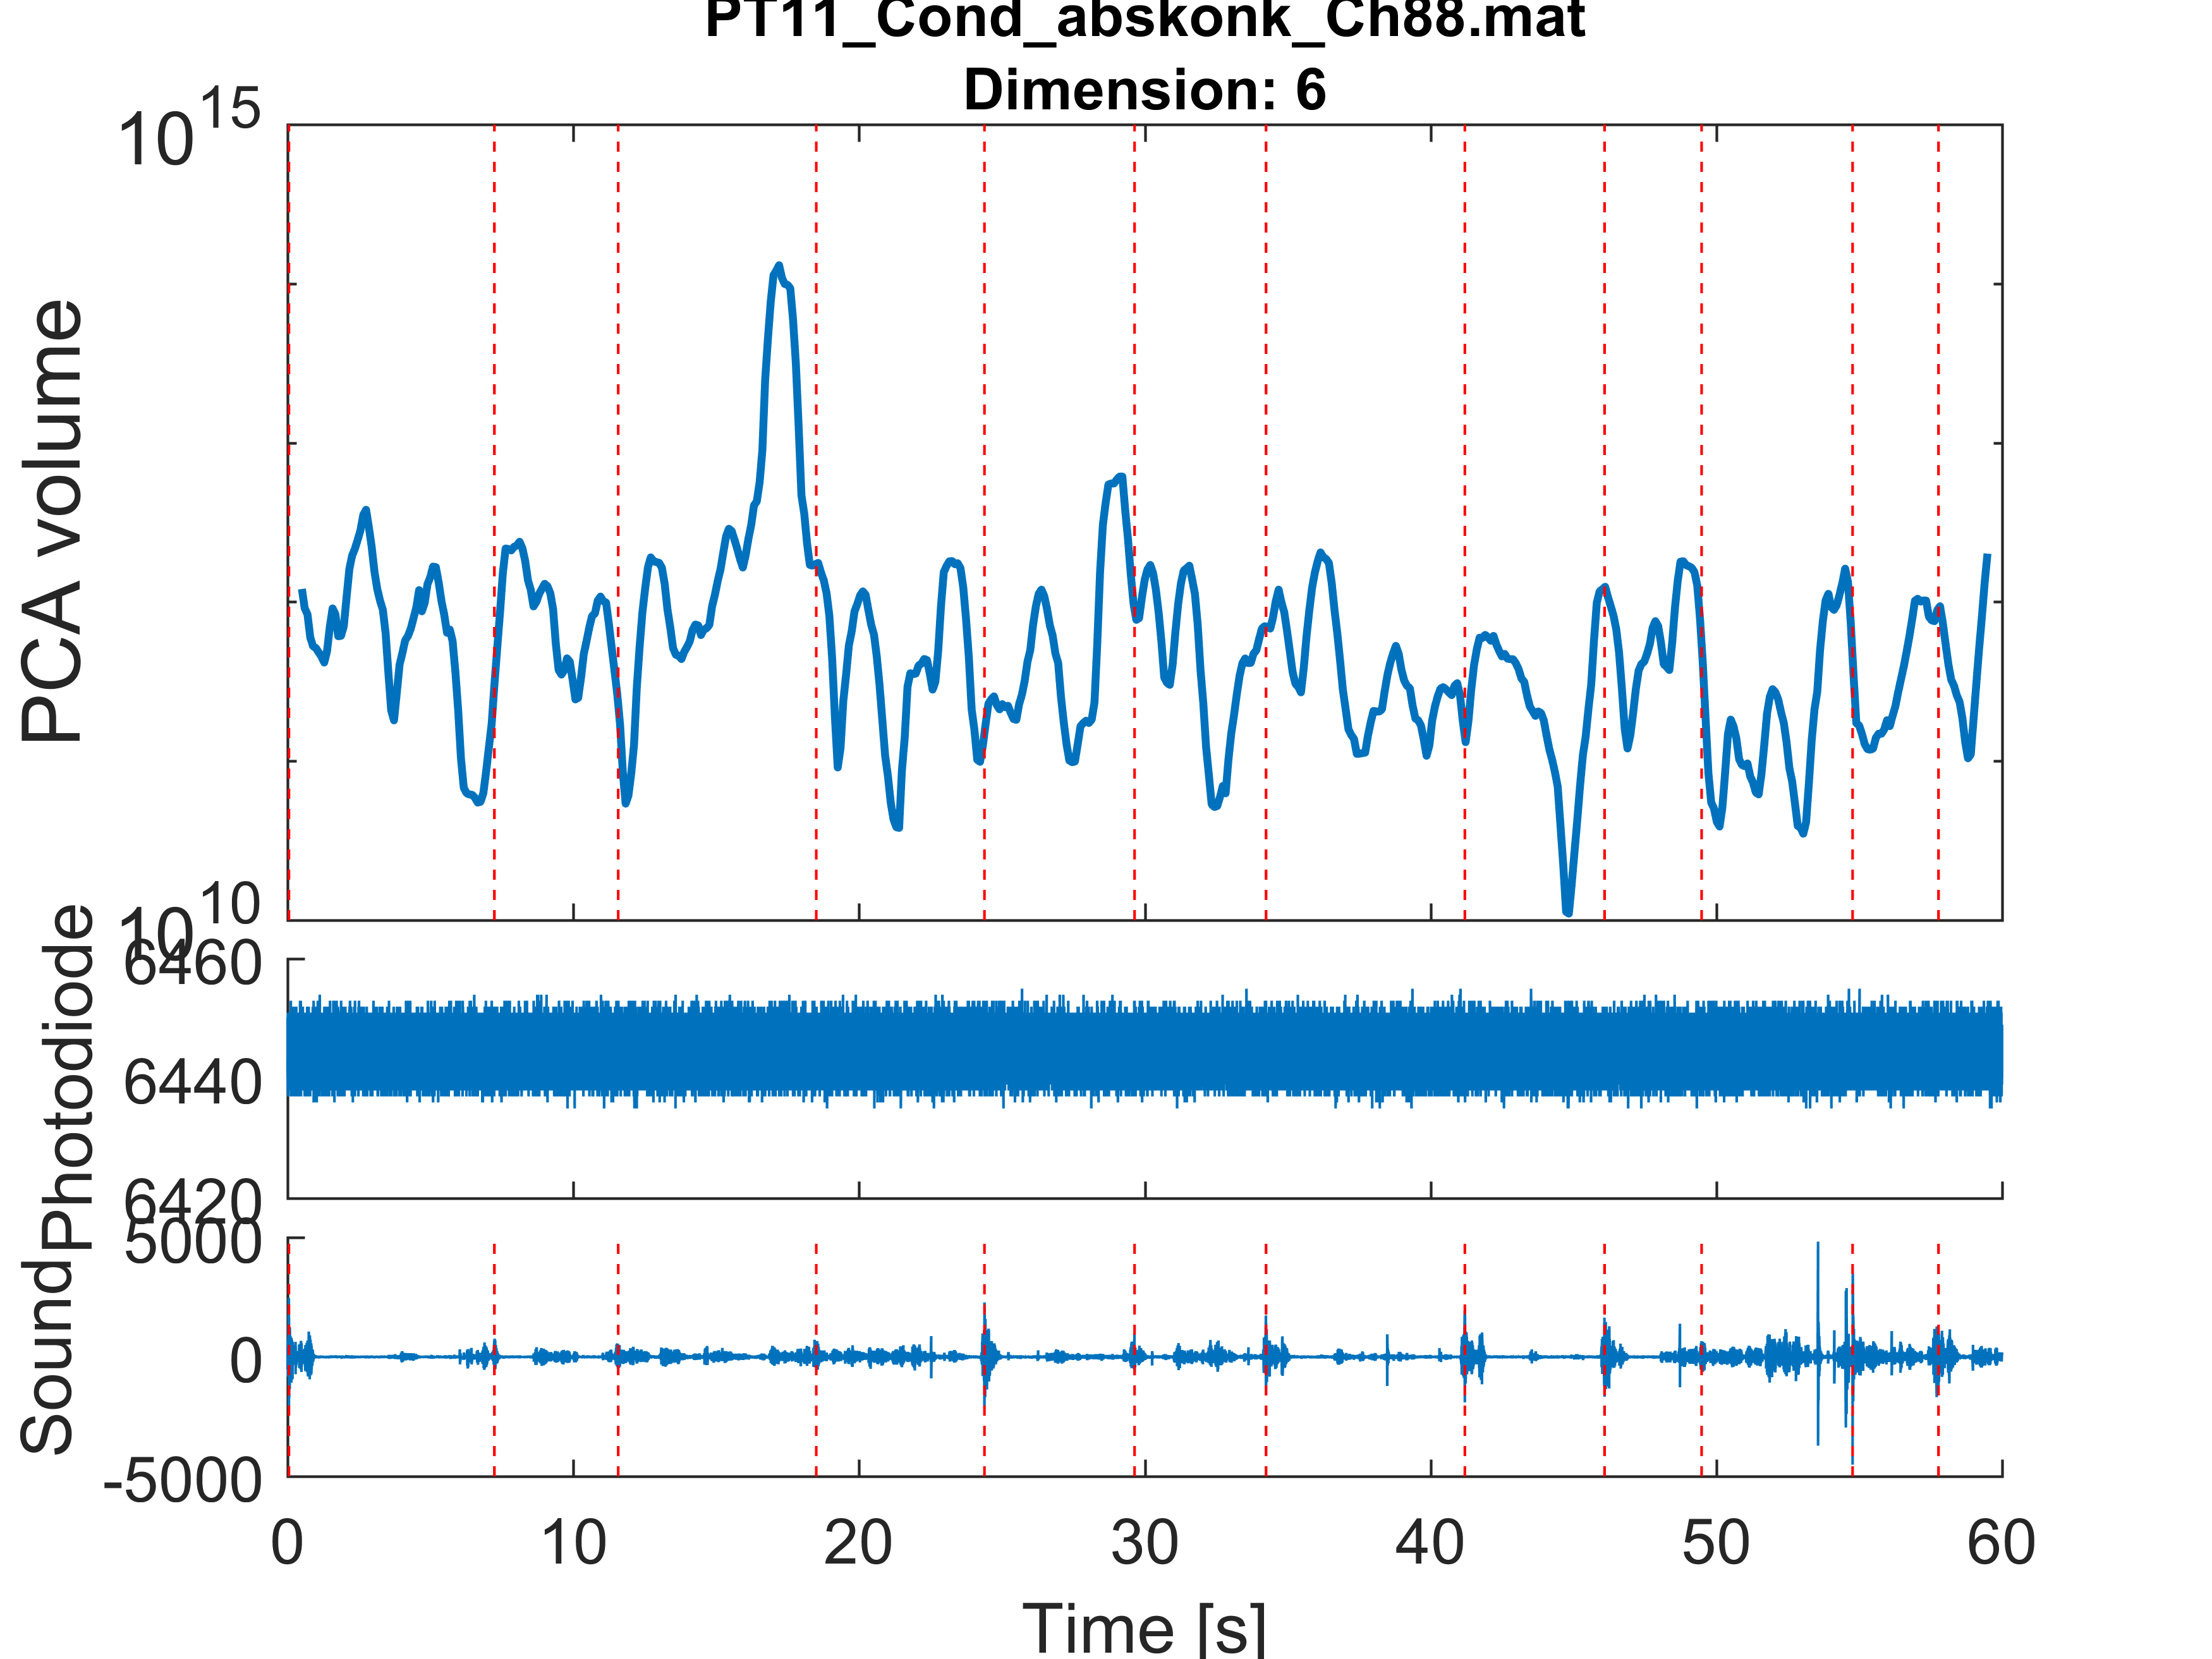 PT11_Cond_abskonk_Ch88.mat
Dimension: 6
10^15
PCA volume
10^10
6460
Photodiode
6440
6420
5000
Sound
0
-5000
0 10 20 30 40 50 60
Time [s]